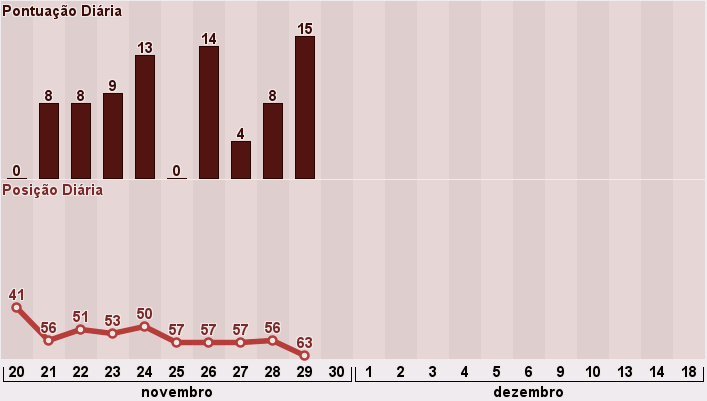 Pontuação Diária
0 8 8 9 13 0 14 4 8 15
Posição Diária
41 56 51 53 50 57 57 57 56 63
20 21 22 23 24 25 26 27 28 29 30 1 2 3 4 5 6 9 10 13 14 18
novembro dezembro